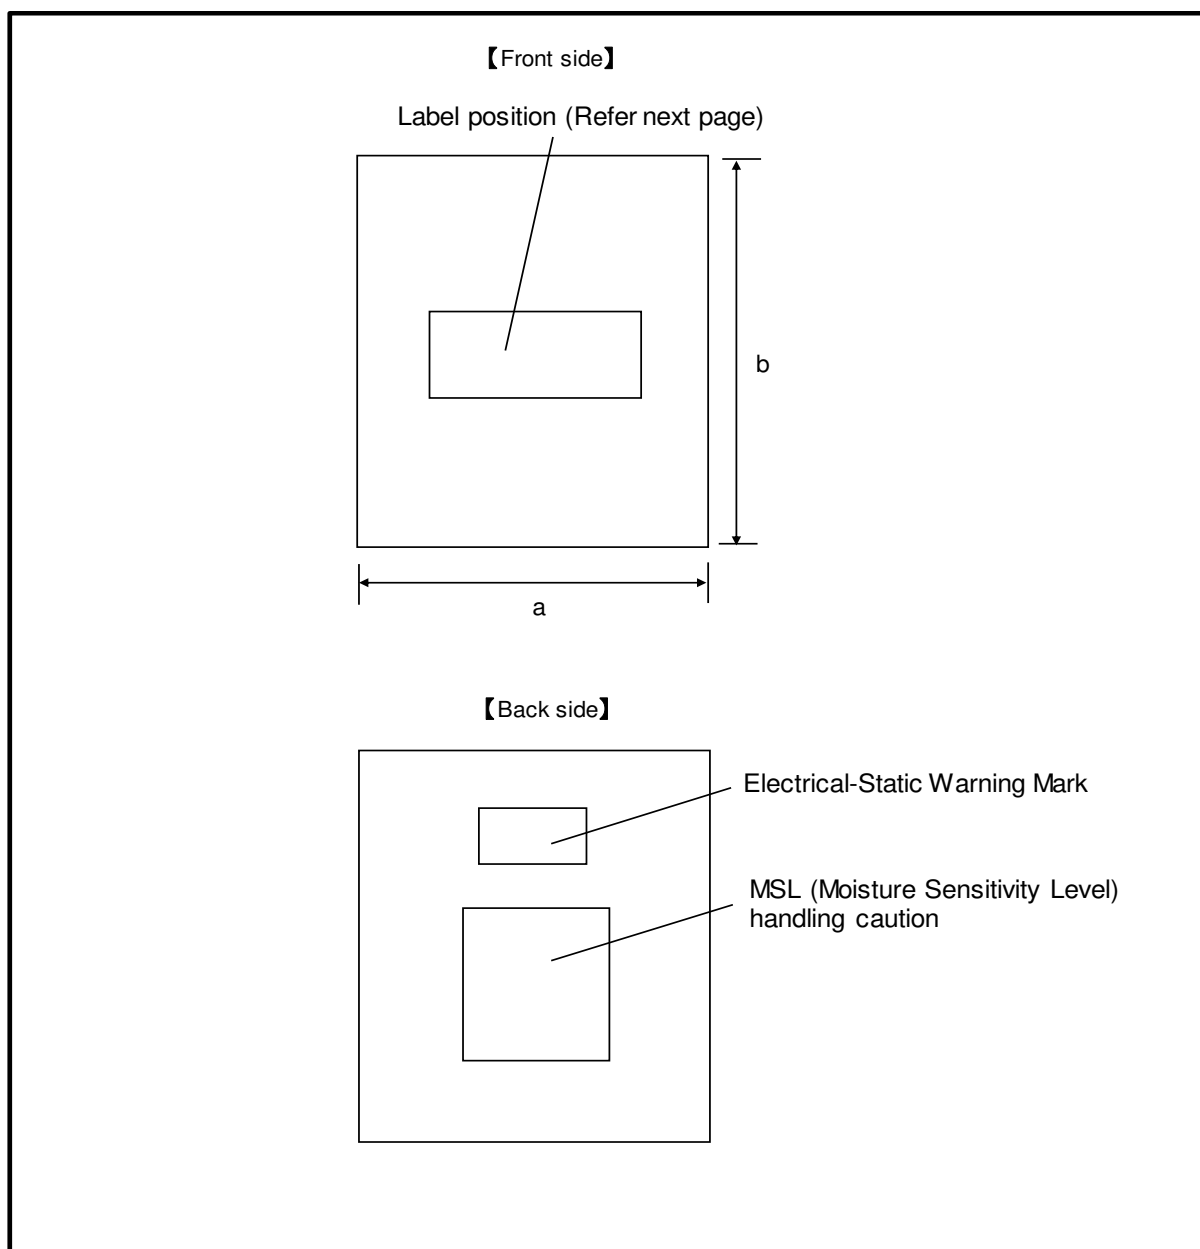 【Front side】
Label position (Refer next page)
b
a
【Back side】
Electrical-Static Warning Mark
MSL (Moisture Sensitivity Level)
handling caution